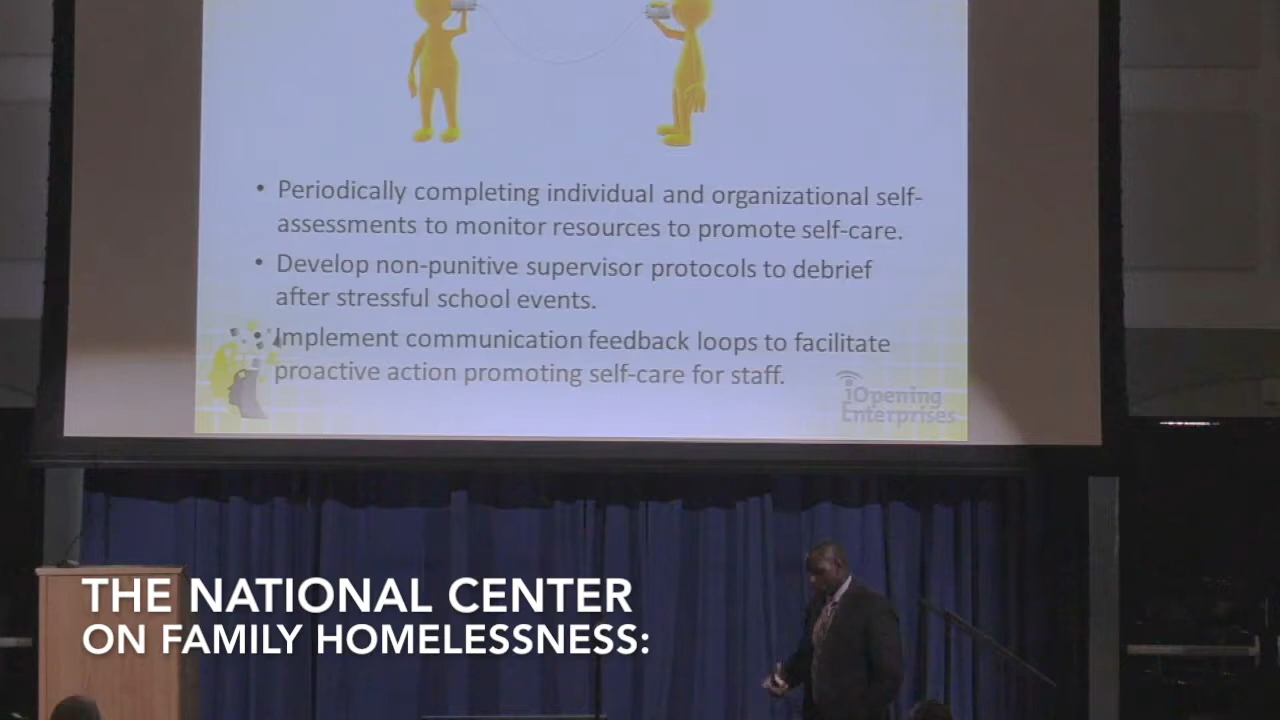 • Periodically completing individual and organizational self-
assessments to monitor resources to promote self-care.
• Develop non-punitive supervisor protocols to debrief
after stressful school events.
Implement communication feedback loops to facilitate
proactive action promoting self-care for staff.
iOpening
Enterprises
THE NATIONAL CENTER
ON FAMILY HOMELESSNESS: